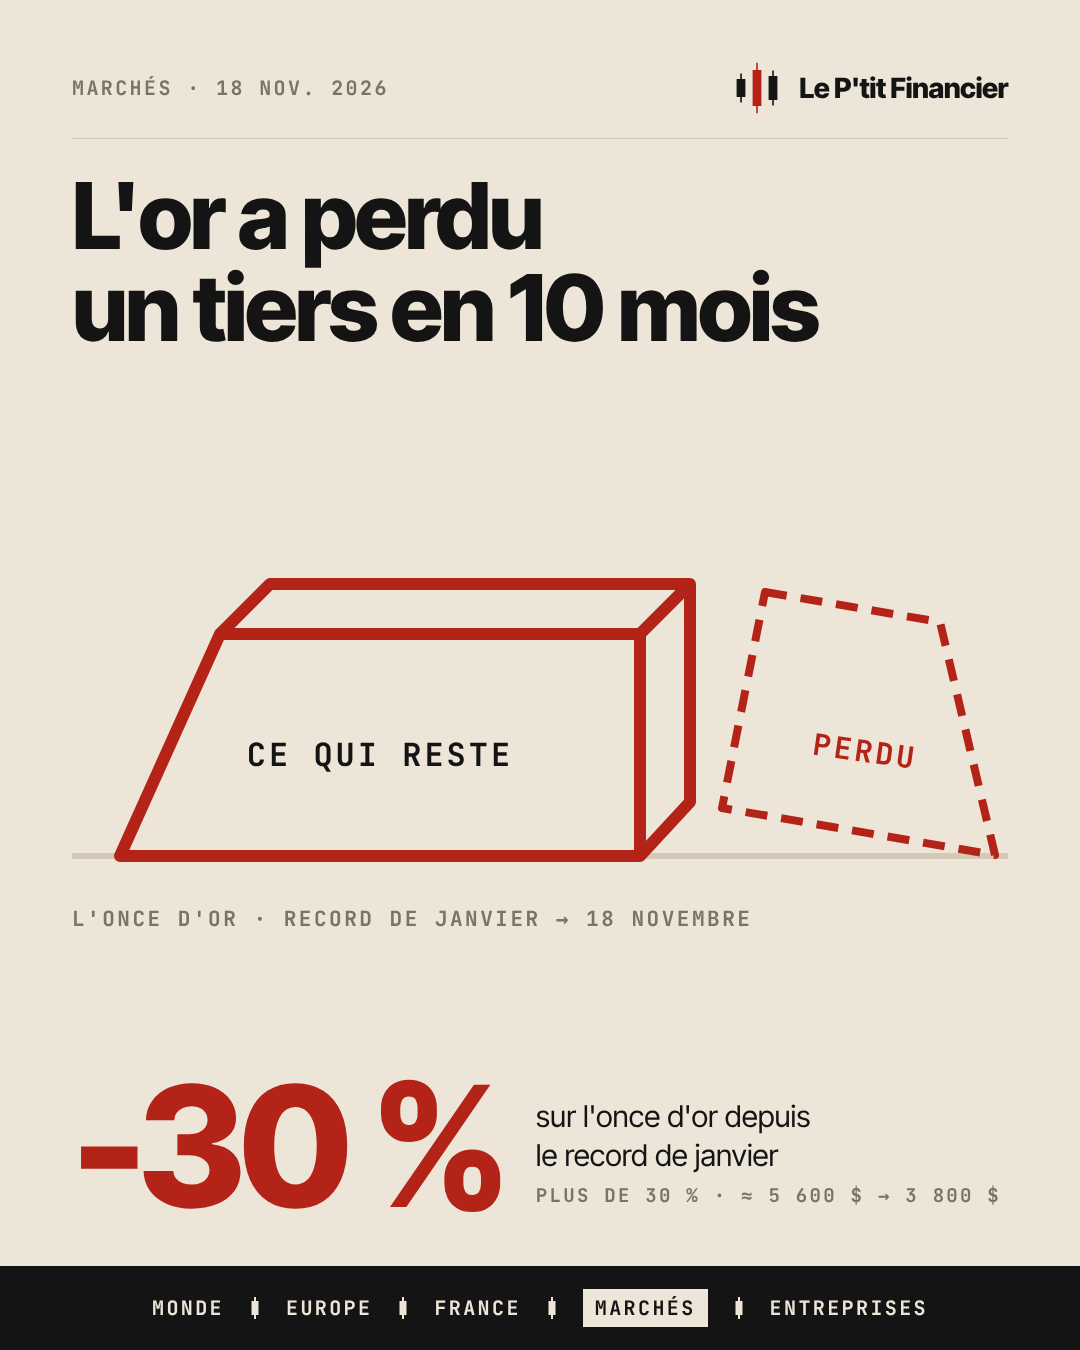 MARCHÉS · 18 NOV. 2026
Le P'tit Financier
L'or a perdu
un tiers en 10 mois
CE QUI RESTE
PERDU
L'ONCE D'OR · RECORD DE JANVIER → 18 NOVEMBRE
-30 %
sur l'once d'or depuis
le record de janvier
PLUS DE 30 % · ≈ 5 600 $ → 3 800 $
MONDE EUROPE FRANCE MARCHÉS ENTREPRISES